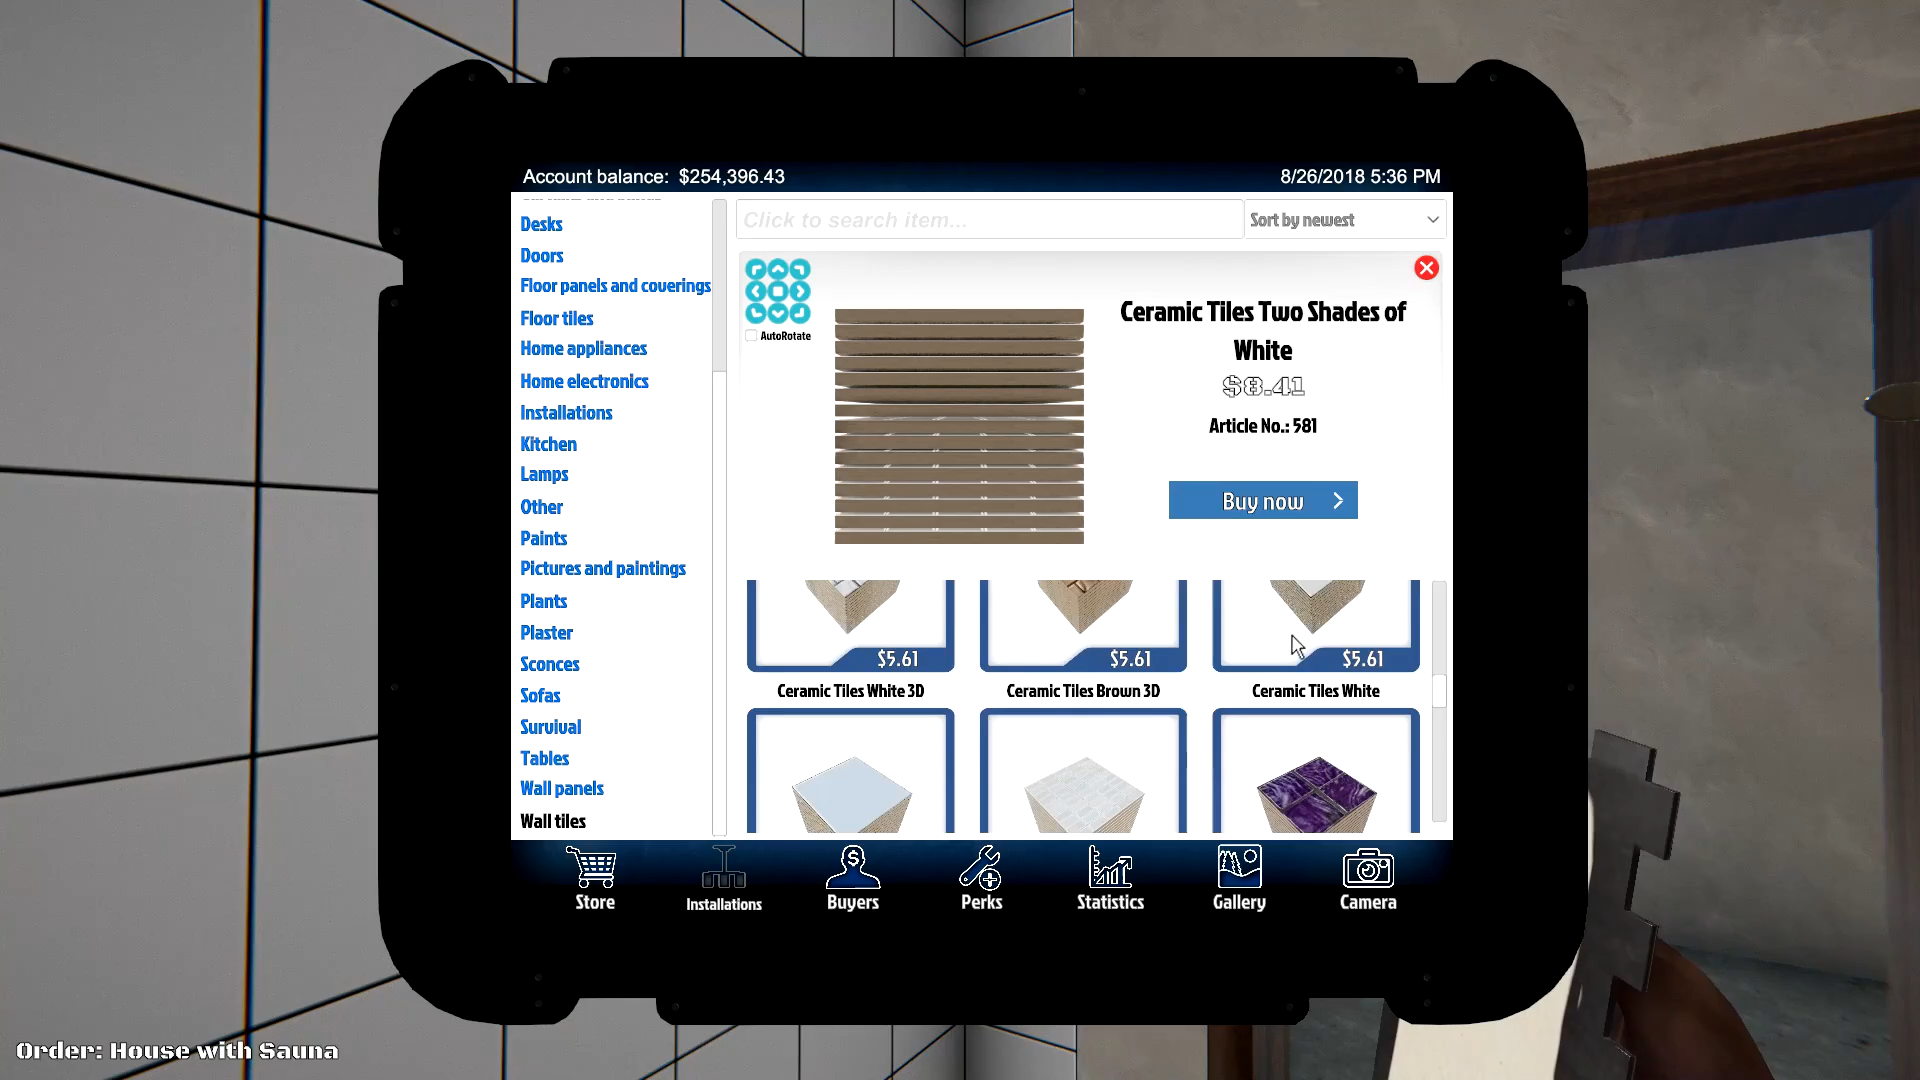 Account balance: $254,396.43
8/26/2018 5:36 PM
Desks
Doors
Floor panels and coverings
Floor tiles
Home appliances
Home electronics
Installations
Kitchen
Lamps
Other
Paints
Pictures and paintings
Plants
Plaster
Sconces
Sofas
Survival
Tables
Wall panels
Wall tiles
Click to search item...
Sort by newest
AutoRotate
Ceramic Tiles Two Shades of
White
$8.41
Article No.: 581
Buy now
$5.61
$5.61
$5.61
Ceramic Tiles White 3D
Ceramic Tiles Brown 3D
Ceramic Tiles White
Store
Installations
Buyers
Perks
Statistics
Gallery
Camera
Order: House with Sauna